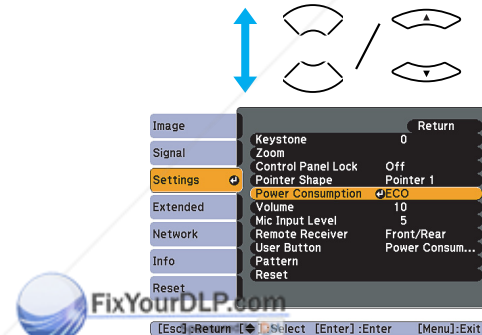 Image
Signal
Settings
Extended
Network
Info
Reset
Return
Keystone 0
Zoom
Control Panel Lock Off
Pointer Shape Pointer 1
Power Consumption ECO
Volume 10
Mic Input Level 5
Remote Receiver Front/Rear
User Button Power Consum...
Pattern
Reset
FixYourDLP.com
[Esc]:Return [ ]:Select [Enter]:Enter [Menu]:Exit